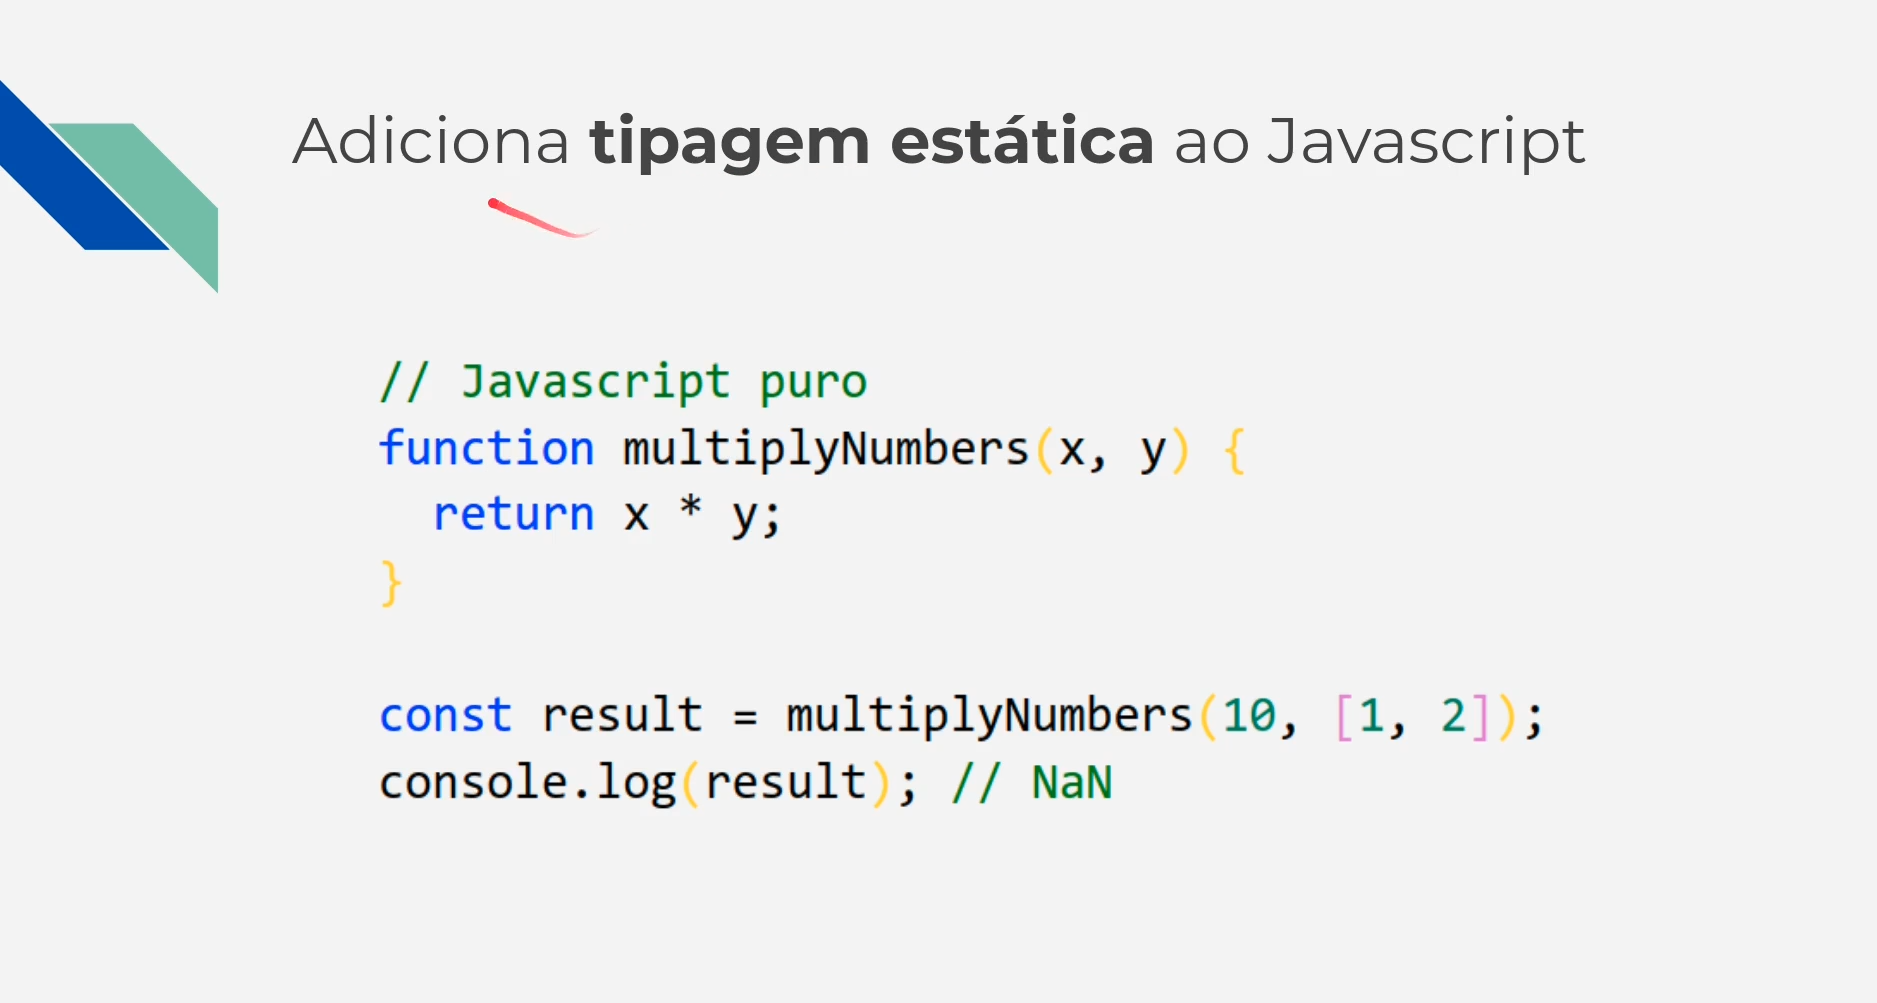 Adiciona tipagem estática ao Javascript
// Javascript puro
function multiplyNumbers(x, y) {
  return x * y;
}
const result = multiplyNumbers(10, [1, 2]);
console.log(result); // NaN